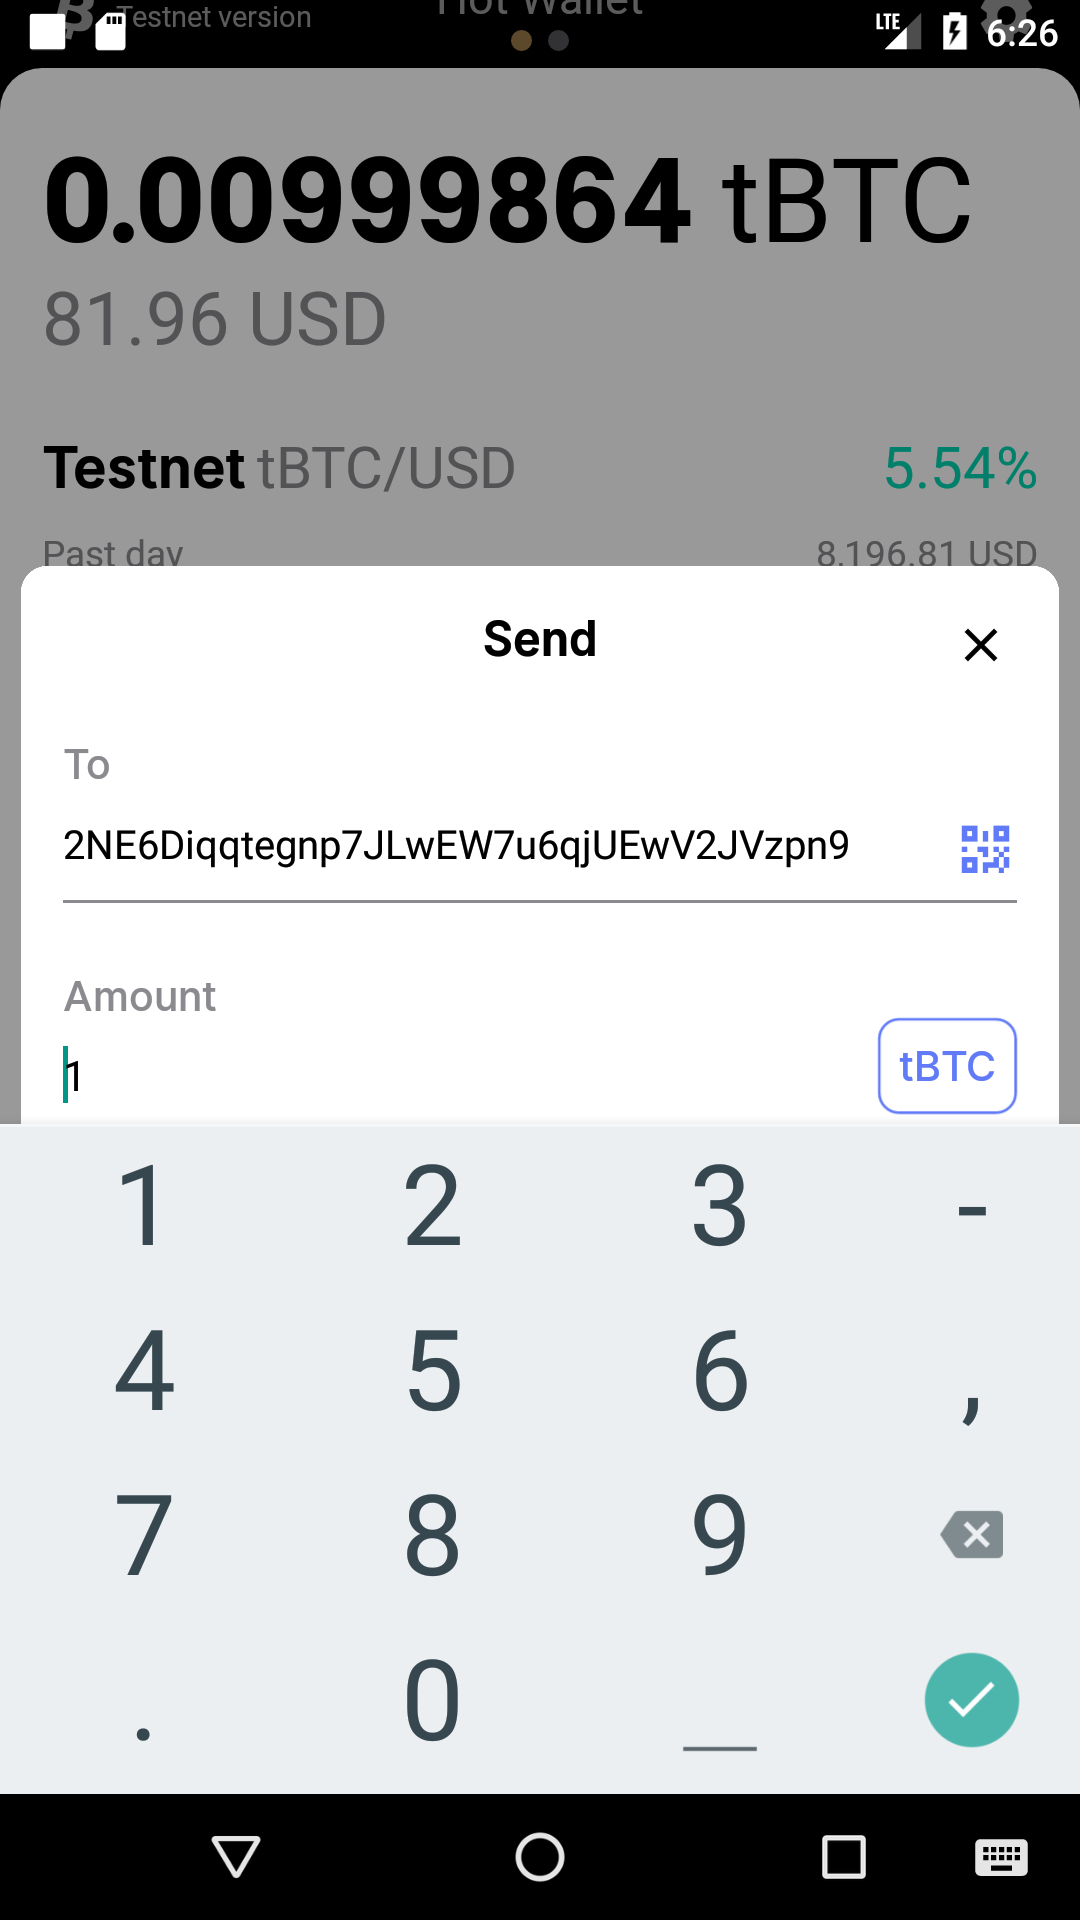 Testnet version
Hot Wallet
LTE
6:26
0.00999864 tBTC
81.96 USD
Testnet tBTC/USD
5.54%
Past day
8,196.81 USD
Send
To
2NE6Diqqtegnp7JLwEW7u6qjUEwV2JVzpn9
Amount
1
tBTC
1 2 3 -
4 5 6 ,
7 8 9
. 0